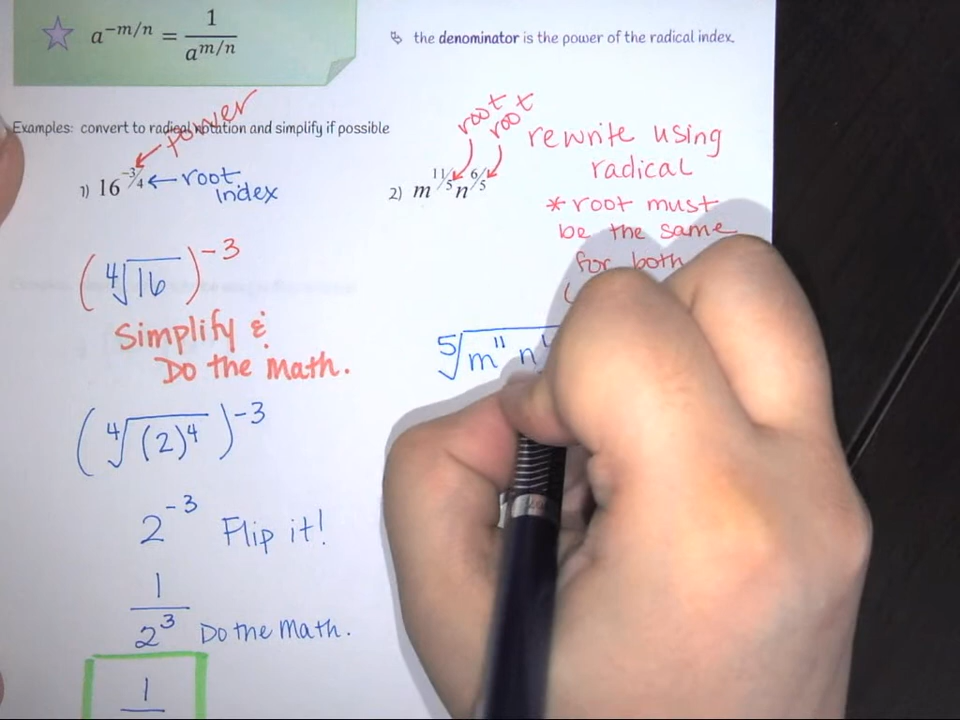 a^{-m/n} = 1/a^{m/n}
the denominator is the power of the radical index.
Examples: convert to radical notation and simplify if possible
power
1) 16^{-3/4} ← root
index
(⁴√16)^{-3}
Simplify &
Do the Math.
(⁴√(2)⁴)^{-3}
2^{-3} Flip it!
1/2³ Do the Math.
1
root
root
2) m^{11/5} n^{6/5}
rewrite using
radical
* root must
be the same
for both
⁵√m¹¹ n